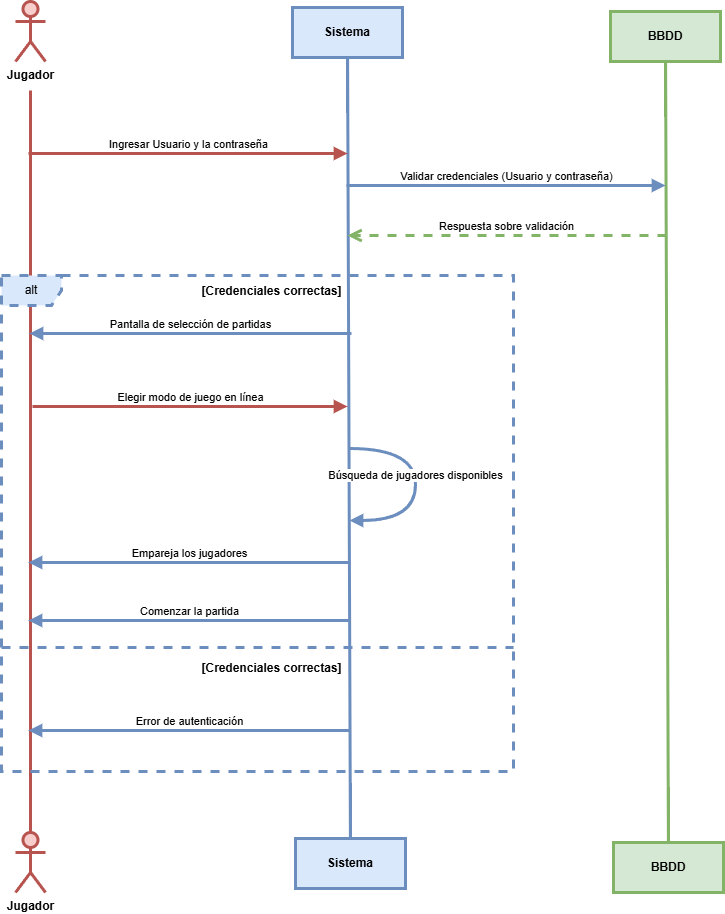 Jugador
Sistema
BBDD
Ingresar Usuario y la contraseña
Validar credenciales (Usuario y contraseña)
Respuesta sobre validación
alt
[Credenciales correctas]
Pantalla de selección de partidas
Elegir modo de juego en línea
Búsqueda de jugadores disponibles
Empareja los jugadores
Comenzar la partida
[Credenciales correctas]
Error de autenticación
Jugador
Sistema
BBDD